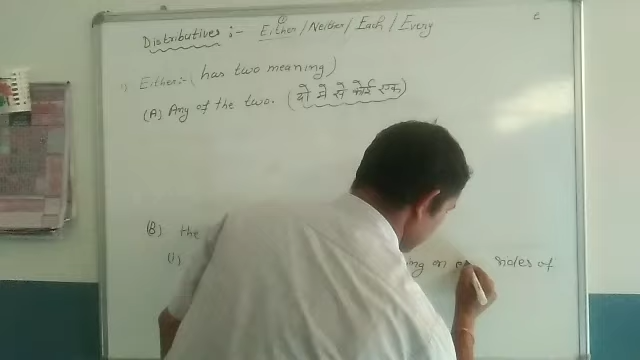 Distributives :- Either / Neither / Each / Every
1) Either :- (has two meaning)
(A) Any of the two. (दो में से कोई एक)
(B) the
(1)
on sides of